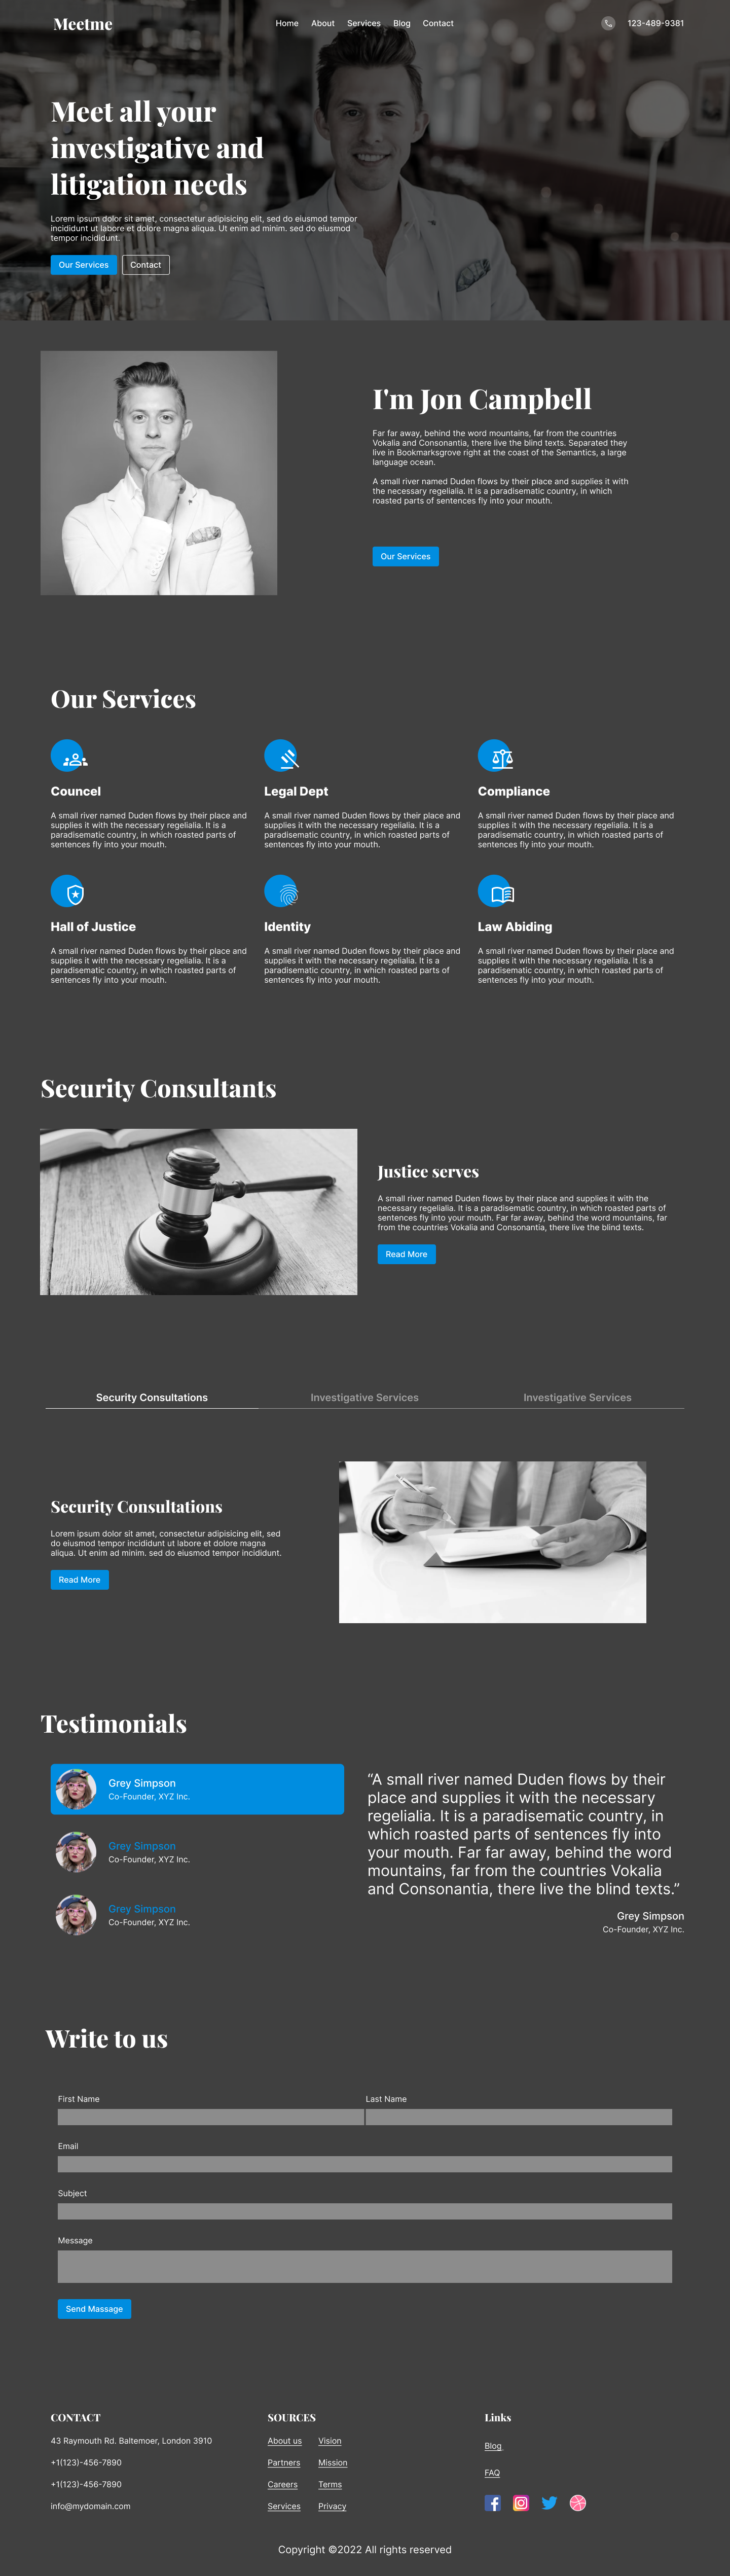 Meetme
Home About Services Blog Contact
123-489-9381
Meet all your
investigative and
litigation needs
Lorem ipsum dolor sit amet, consectetur adipisicing elit, sed do eiusmod tempor
incididunt ut labore et dolore magna aliqua. Ut enim ad minim. sed do eiusmod
tempor incididunt.
Our Services Contact
I'm Jon Campbell
Far far away, behind the word mountains, far from the countries
Vokalia and Consonantia, there live the blind texts. Separated they
live in Bookmarksgrove right at the coast of the Semantics, a large
language ocean.
A small river named Duden flows by their place and supplies it with
the necessary regelialia. It is a paradisematic country, in which
roasted parts of sentences fly into your mouth.
Our Services
Our Services
Councel
A small river named Duden flows by their place and
supplies it with the necessary regelialia. It is a
paradisematic country, in which roasted parts of
sentences fly into your mouth.
Legal Dept
A small river named Duden flows by their place and
supplies it with the necessary regelialia. It is a
paradisematic country, in which roasted parts of
sentences fly into your mouth.
Compliance
A small river named Duden flows by their place and
supplies it with the necessary regelialia. It is a
paradisematic country, in which roasted parts of
sentences fly into your mouth.
Hall of Justice
A small river named Duden flows by their place and
supplies it with the necessary regelialia. It is a
paradisematic country, in which roasted parts of
sentences fly into your mouth.
Identity
A small river named Duden flows by their place and
supplies it with the necessary regelialia. It is a
paradisematic country, in which roasted parts of
sentences fly into your mouth.
Law Abiding
A small river named Duden flows by their place and
supplies it with the necessary regelialia. It is a
paradisematic country, in which roasted parts of
sentences fly into your mouth.
Security Consultants
Justice serves
A small river named Duden flows by their place and supplies it with the
necessary regelialia. It is a paradisematic country, in which roasted parts of
sentences fly into your mouth. Far far away, behind the word mountains, far
from the countries Vokalia and Consonantia, there live the blind texts.
Read More
Security Consultations Investigative Services Investigative Services
Security Consultations
Lorem ipsum dolor sit amet, consectetur adipisicing elit, sed
do eiusmod tempor incididunt ut labore et dolore magna
aliqua. Ut enim ad minim. sed do eiusmod tempor incididunt.
Read More
Testimonials
Grey Simpson
Co-Founder, XYZ Inc.
Grey Simpson
Co-Founder, XYZ Inc.
Grey Simpson
Co-Founder, XYZ Inc.
“A small river named Duden flows by their
place and supplies it with the necessary
regelialia. It is a paradisematic country, in
which roasted parts of sentences fly into
your mouth. Far far away, behind the word
mountains, far from the countries Vokalia
and Consonantia, there live the blind texts.”
Grey Simpson
Co-Founder, XYZ Inc.
Write to us
First Name Last Name
Email
Subject
Message
Send Massage
CONTACT
43 Raymouth Rd. Baltemoer, London 3910
+1(123)-456-7890
+1(123)-456-7890
info@mydomain.com
SOURCES
About us Vision
Partners Mission
Careers Terms
Services Privacy
Links
Blog
FAQ
Copyright ©2022 All rights reserved